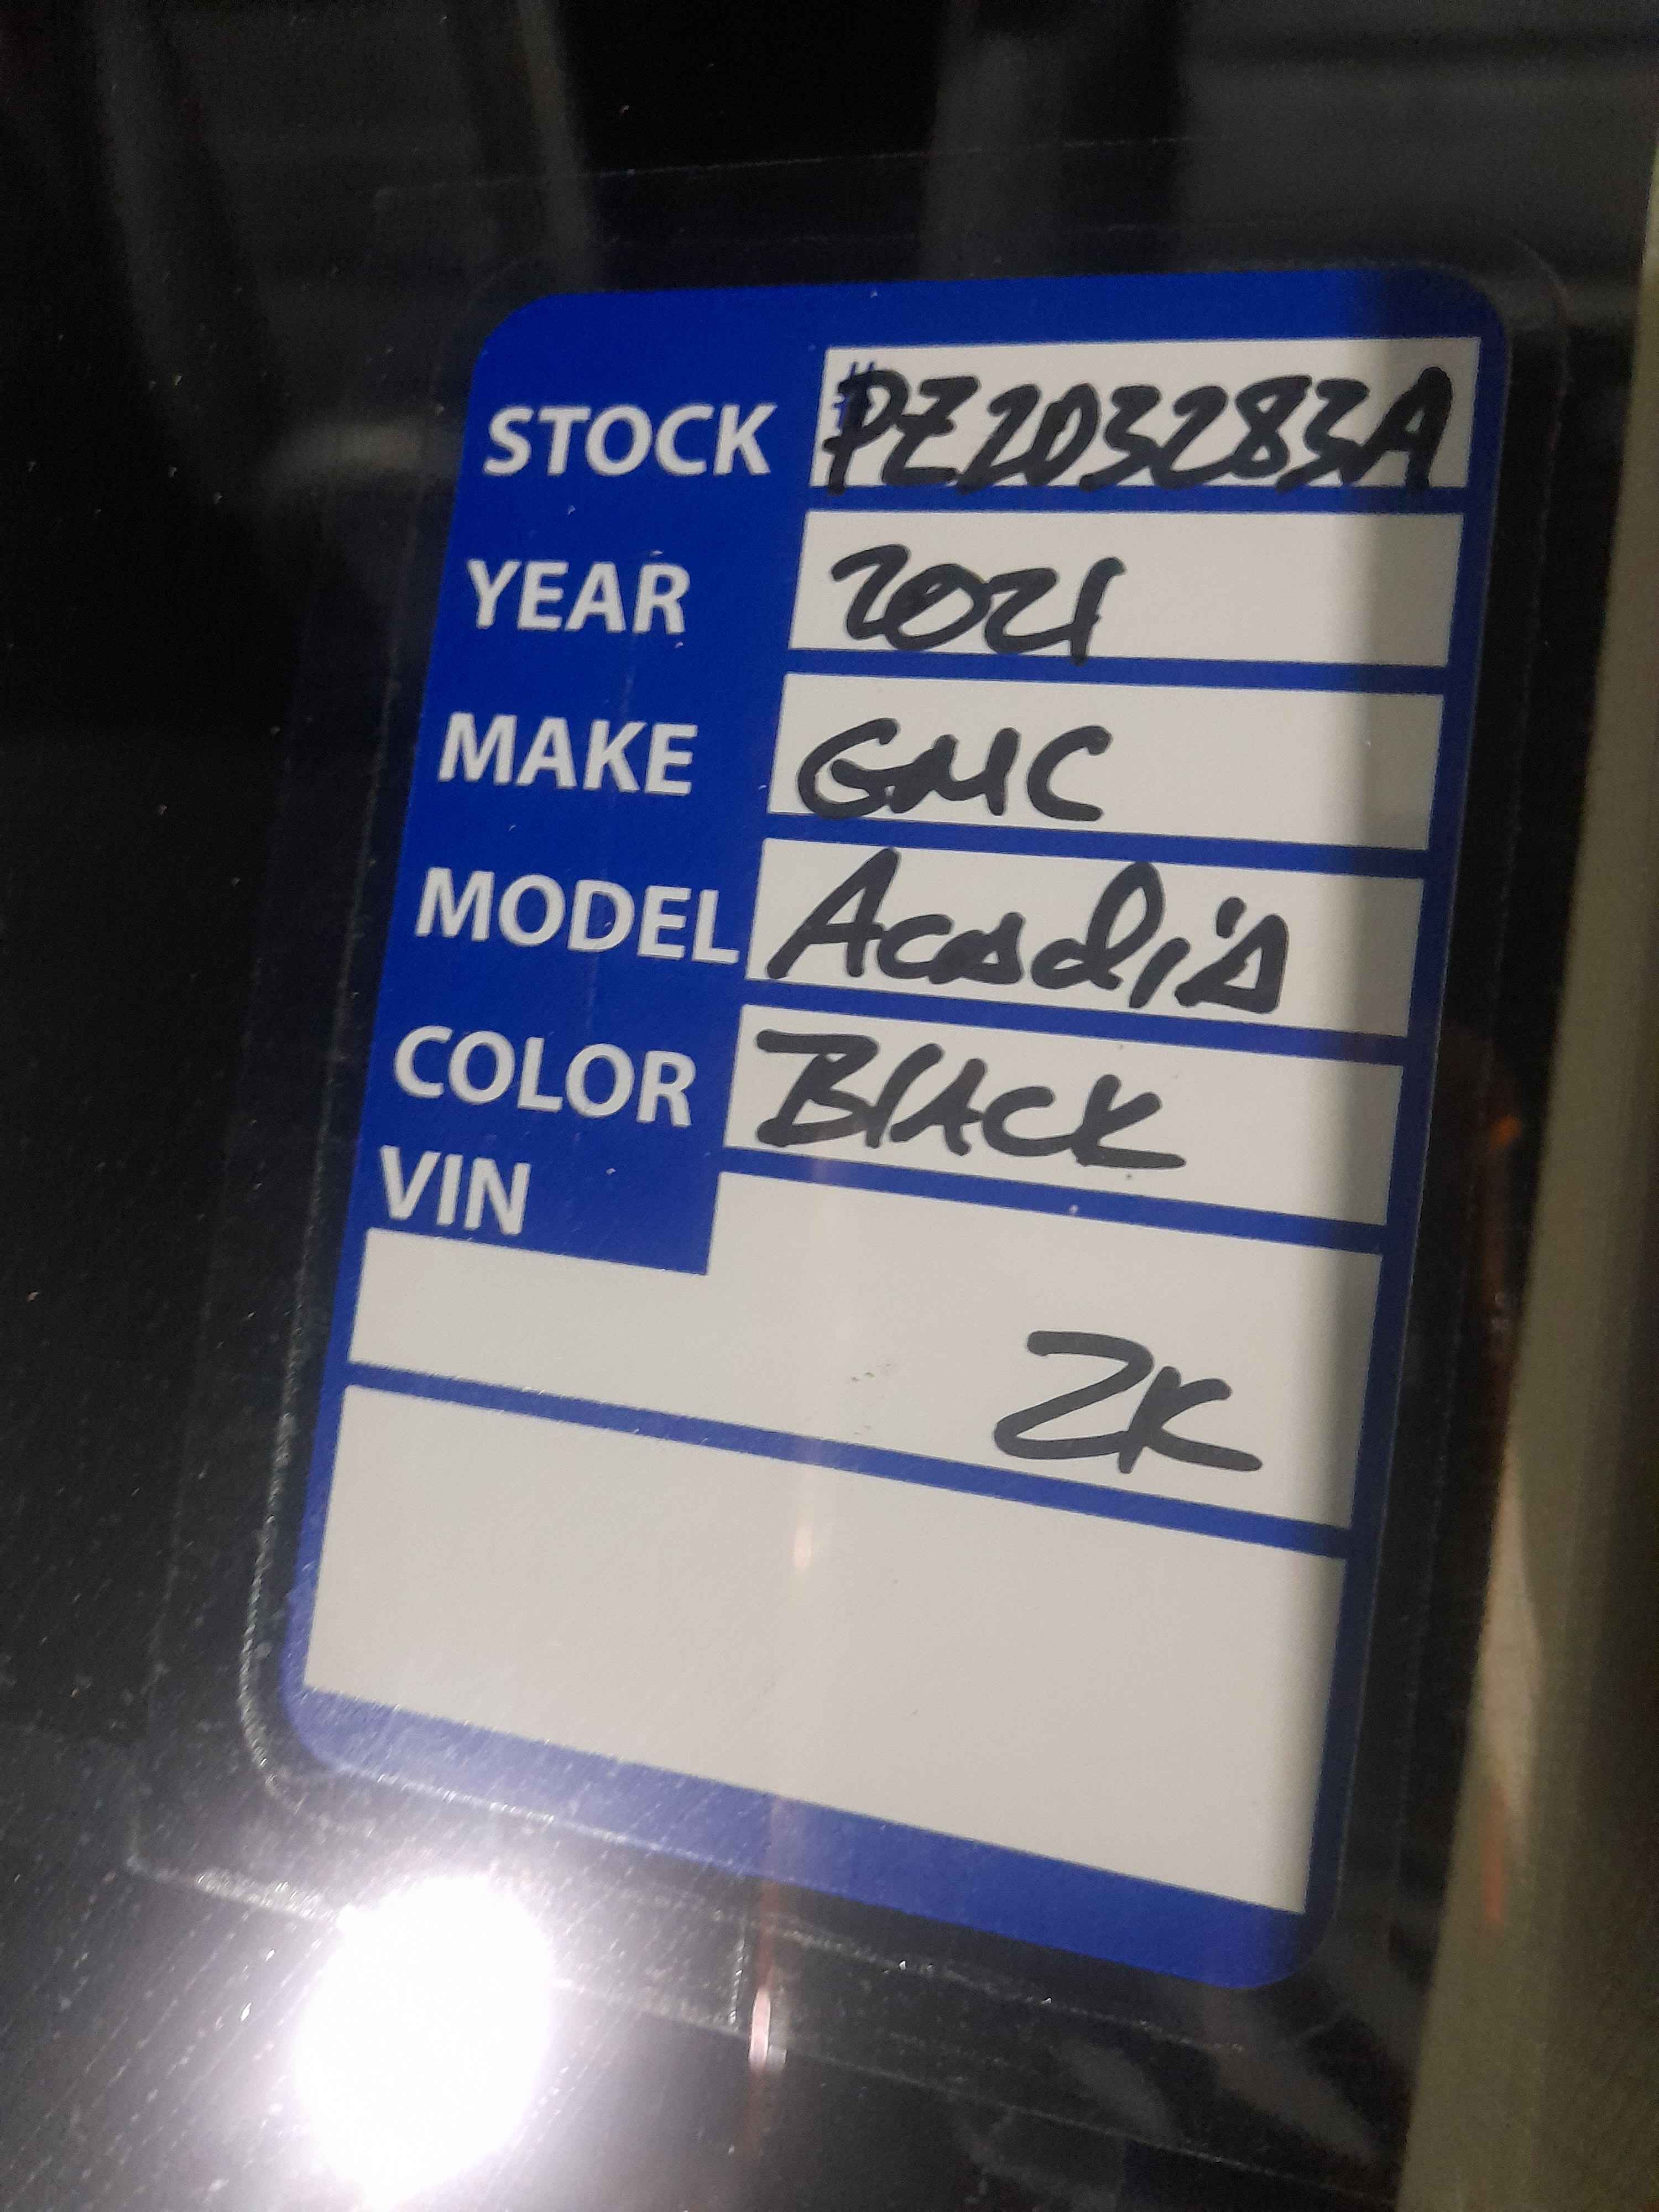 STOCK #PZ203283A
YEAR 2021
MAKE GMC
MODEL Acadia
COLOR Black
VIN
ZK